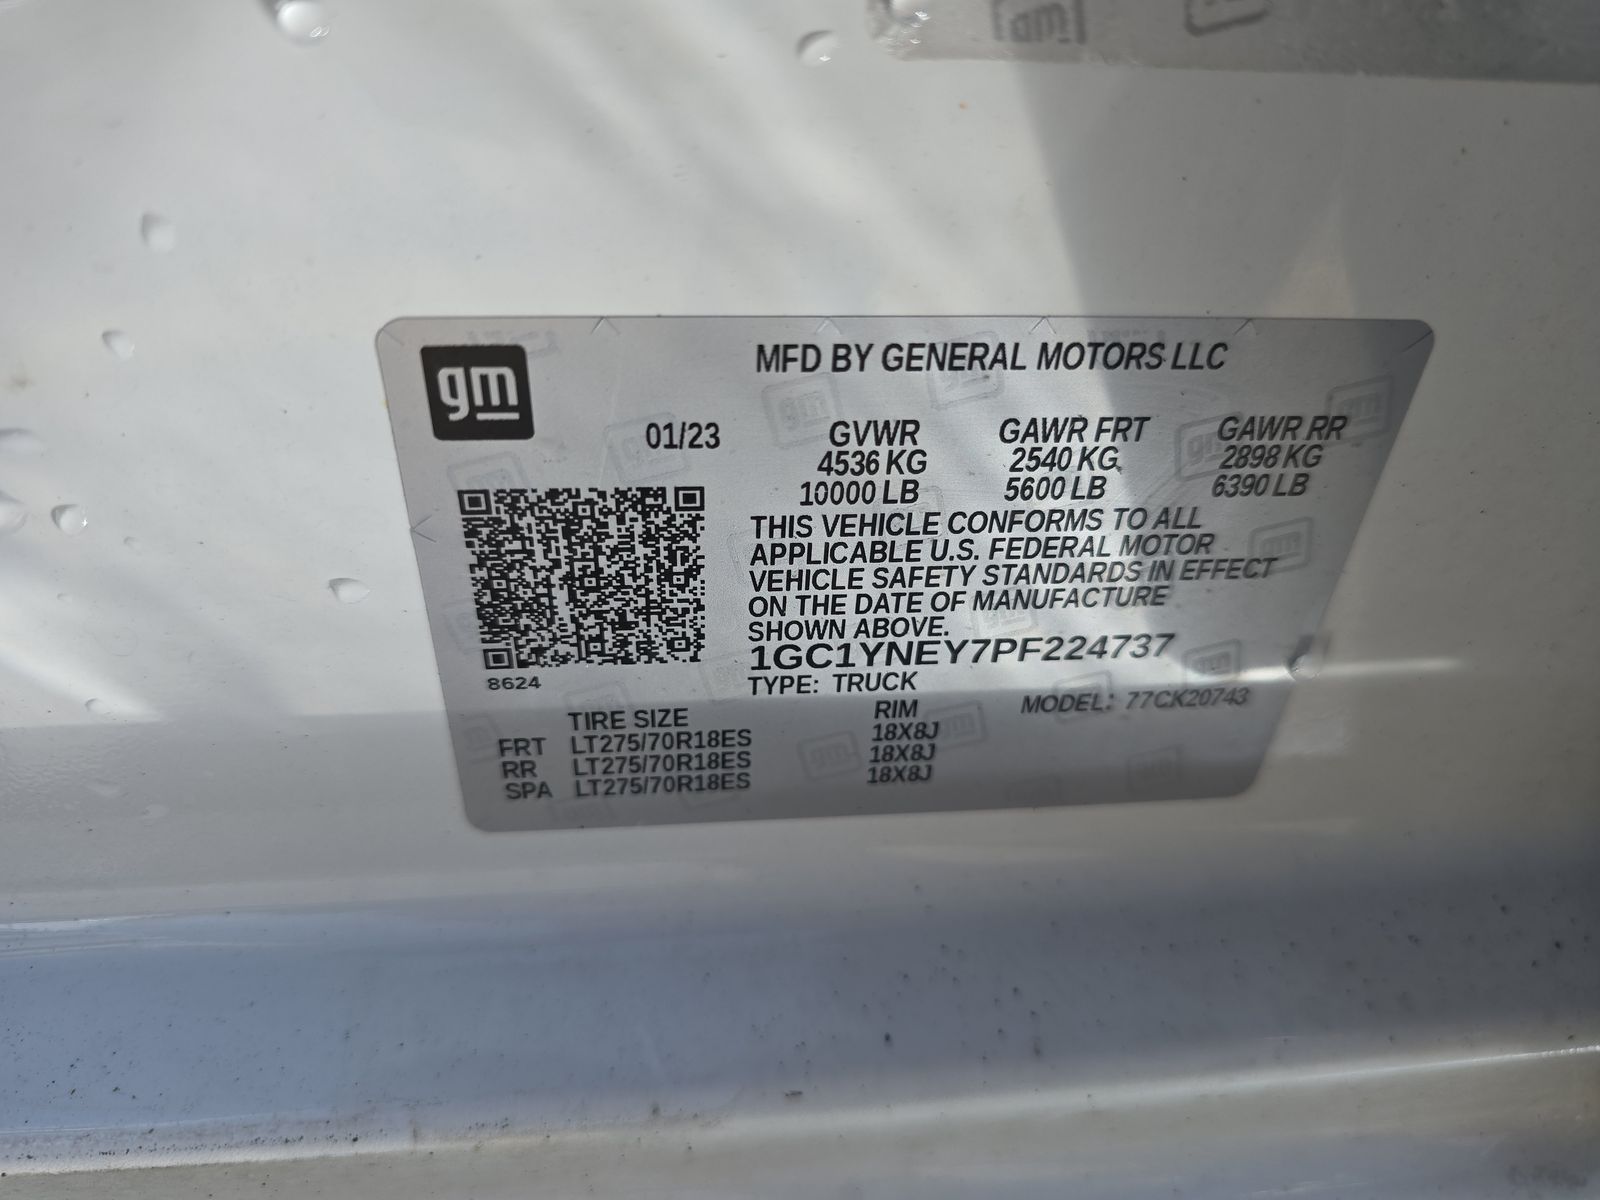 gm
MFD BY GENERAL MOTORS LLC
01/23 GVWR GAWR FRT GAWR RR
4536 KG 2540 KG 2898 KG
10000 LB 5600 LB 6390 LB
THIS VEHICLE CONFORMS TO ALL
APPLICABLE U.S. FEDERAL MOTOR
VEHICLE SAFETY STANDARDS IN EFFECT
ON THE DATE OF MANUFACTURE
SHOWN ABOVE.
1GC1YNEY7PF224737
8624
TYPE: TRUCK
MODEL: 77CK20743
TIRE SIZE RIM
FRT LT275/70R18ES 18X8J
RR LT275/70R18ES 18X8J
SPA LT275/70R18ES 18X8J